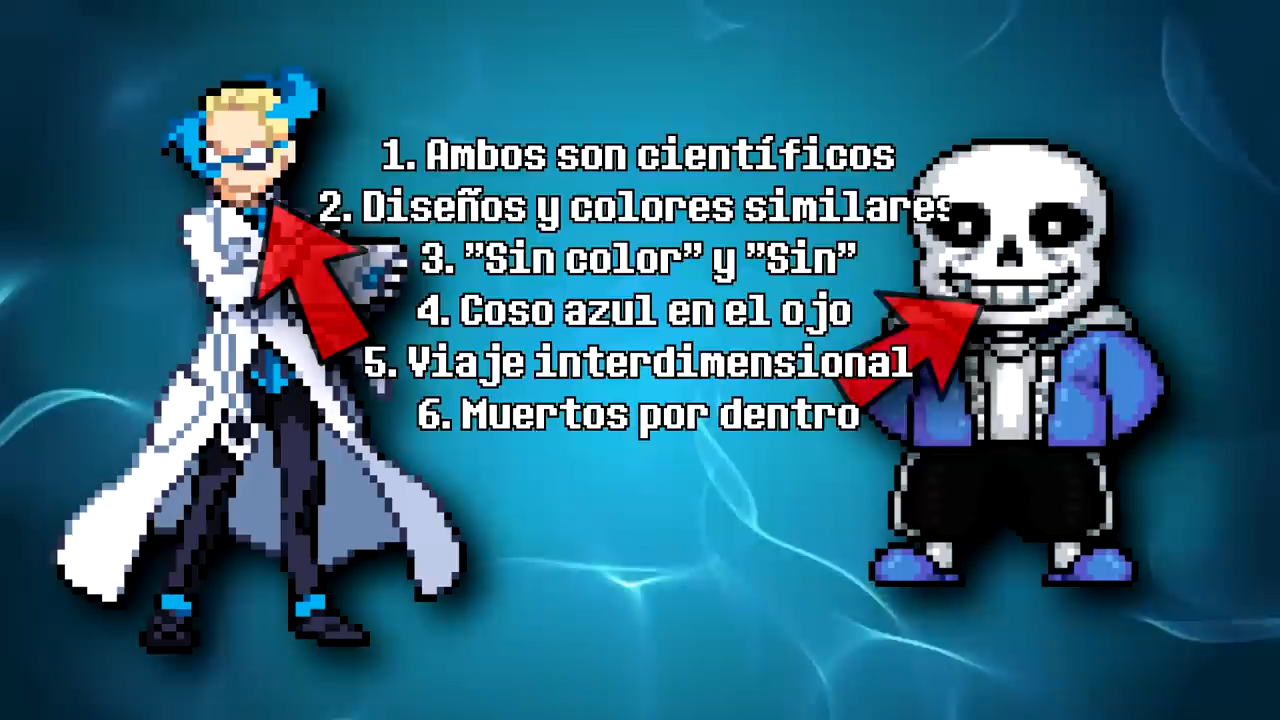 1. Ambos son científicos
2. Diseños y colores similares
3. "Sin color" y "Sin"
4. Coso azul en el ojo
5. Viaje interdimensional
6. Muertos por dentro